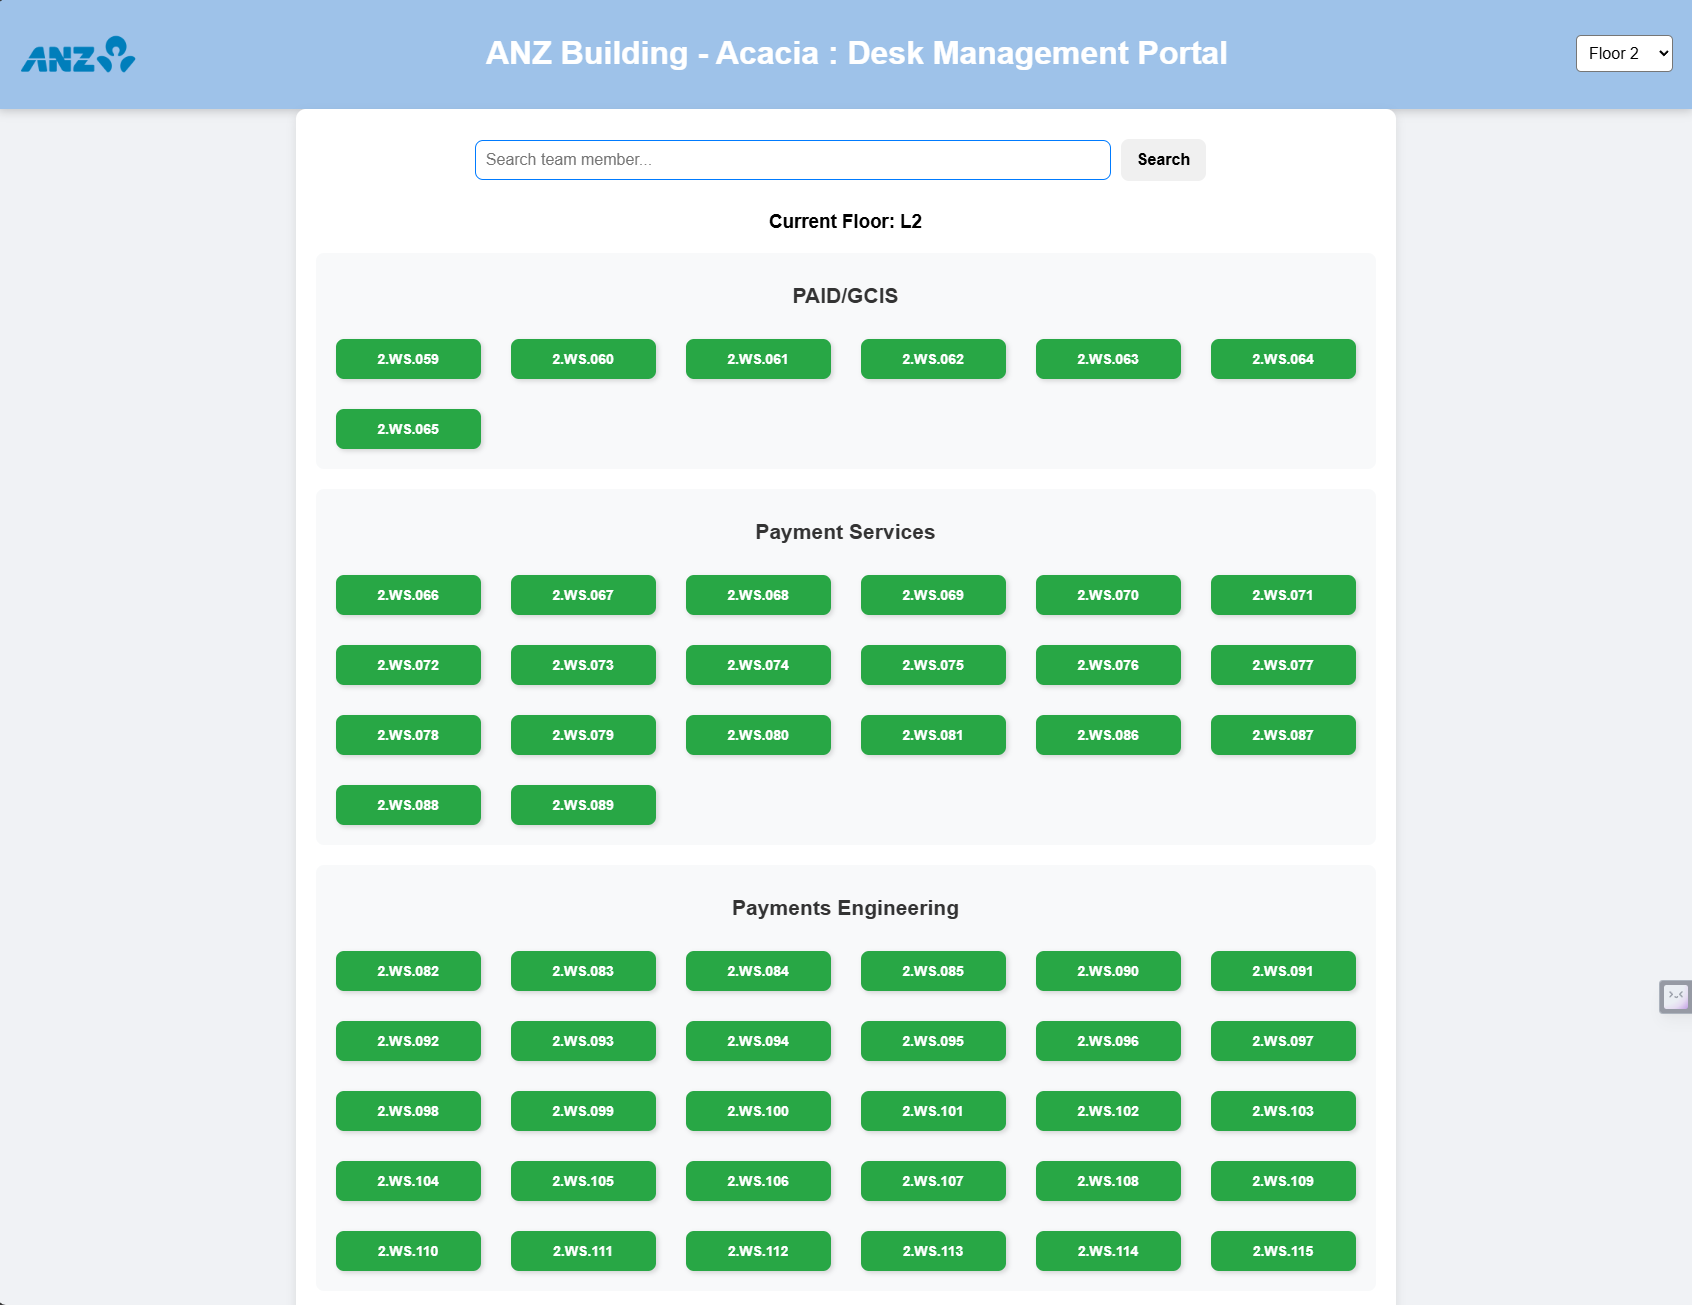 ANZ
ANZ Building - Acacia : Desk Management Portal
Floor 2
Search team member...
Search
Current Floor: L2
PAID/GCIS
2.WS.059 2.WS.060 2.WS.061 2.WS.062 2.WS.063 2.WS.064
2.WS.065
Payment Services
2.WS.066 2.WS.067 2.WS.068 2.WS.069 2.WS.070 2.WS.071
2.WS.072 2.WS.073 2.WS.074 2.WS.075 2.WS.076 2.WS.077
2.WS.078 2.WS.079 2.WS.080 2.WS.081 2.WS.086 2.WS.087
2.WS.088 2.WS.089
Payments Engineering
2.WS.082 2.WS.083 2.WS.084 2.WS.085 2.WS.090 2.WS.091
2.WS.092 2.WS.093 2.WS.094 2.WS.095 2.WS.096 2.WS.097
2.WS.098 2.WS.099 2.WS.100 2.WS.101 2.WS.102 2.WS.103
2.WS.104 2.WS.105 2.WS.106 2.WS.107 2.WS.108 2.WS.109
2.WS.110 2.WS.111 2.WS.112 2.WS.113 2.WS.114 2.WS.115